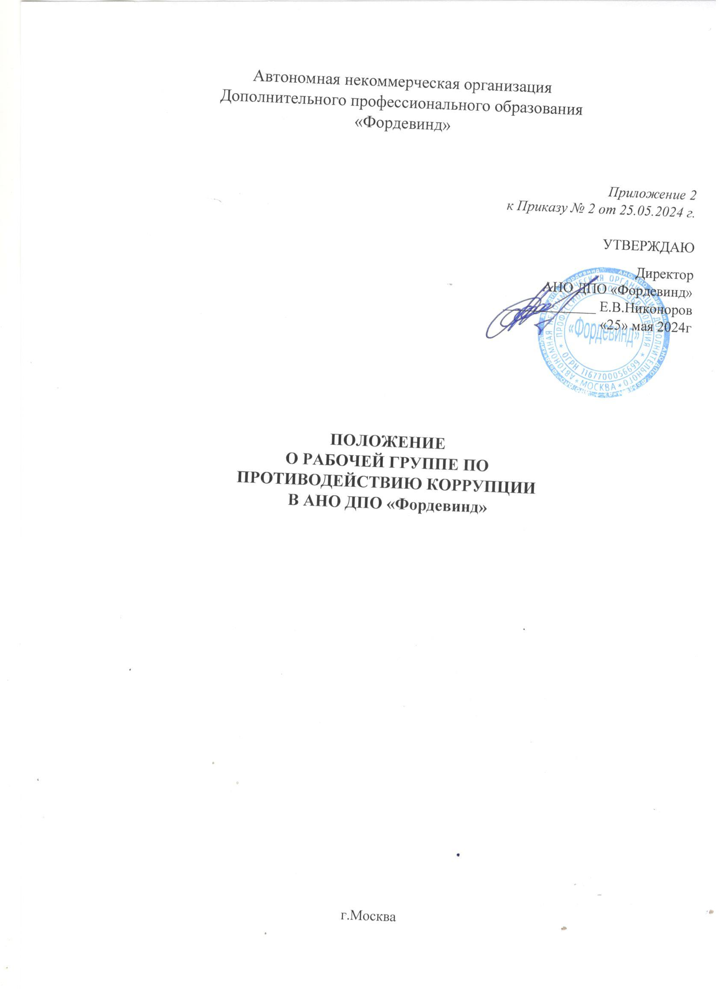 Автономная некоммерческая организация
Дополнительного профессионального образования
«Фордевинд»
Приложение 2
к Приказу № 2 от 25.05.2024 г.
УТВЕРЖДАЮ
Директор
АНО ДПО «Фордевинд»
Е.В.Никоноров
«25» мая 2024г
АВТОНОМНАЯ НЕКОММЕРЧЕСКАЯ ОРГАНИЗАЦИЯ ДОПОЛНИТЕЛЬНОГО
ПРОФЕССИОНАЛЬНОГО ОБРАЗОВАНИЯ
«Фордевинд»
* ОГРН 1167700056699 *
* МОСКВА *
ПОЛОЖЕНИЕ
О РАБОЧЕЙ ГРУППЕ ПО
ПРОТИВОДЕЙСТВИЮ КОРРУПЦИИ
В АНО ДПО «Фордевинд»
г.Москва